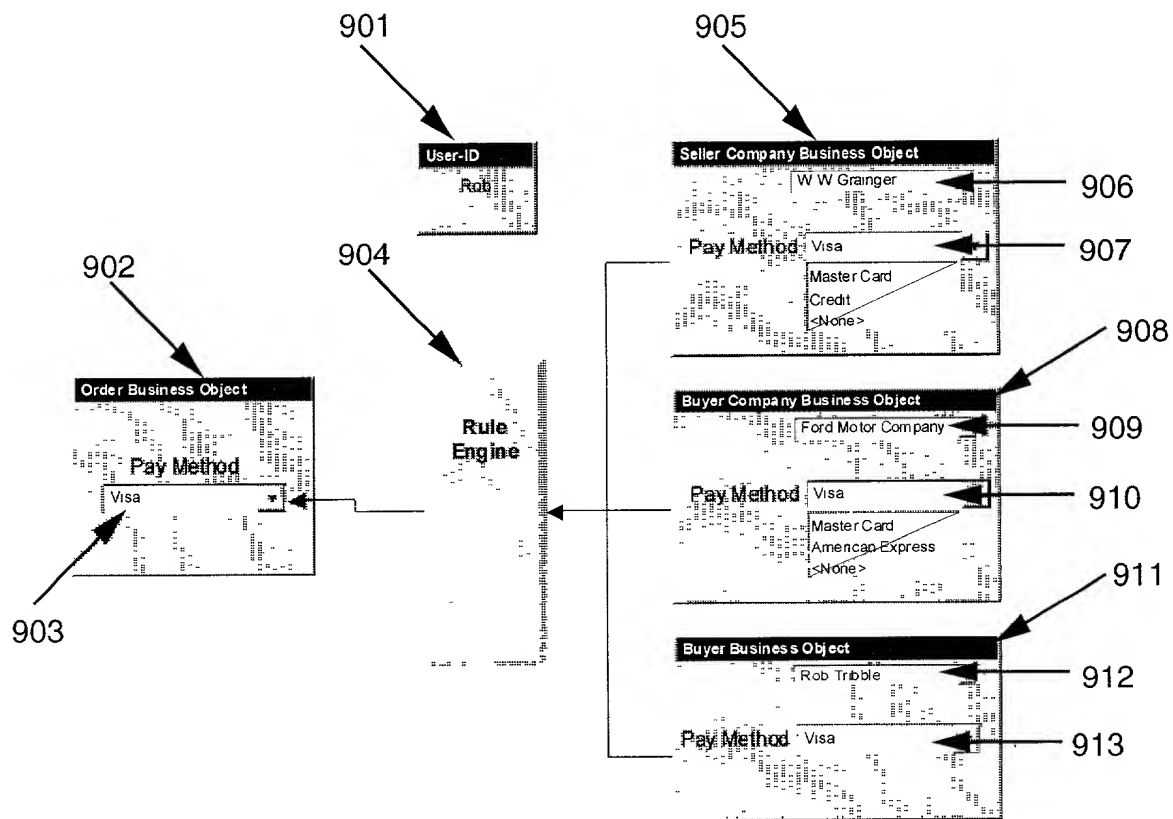 901
905
User-ID
Rob
Seller Company Business Object
W W Grainger
906
Pay Method
Visa
907
Master Card
Credit
<None>
902
904
908
Order Business Object
Pay Method
Visa
903
Rule
Engine
Buyer Company Business Object
Ford Motor Company
909
Pay Method
Visa
910
Master Card
American Express
<None>
911
Buyer Business Object
Rob Tribble
912
Pay Method
Visa
913